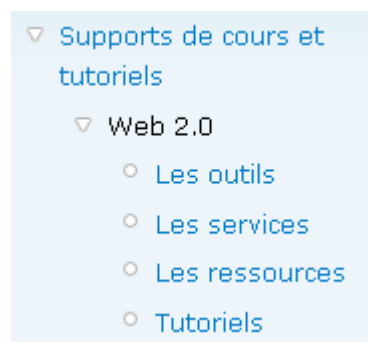 Supports de cours et
tutoriels
Web 2.0
Les outils
Les services
Les ressources
Tutoriels